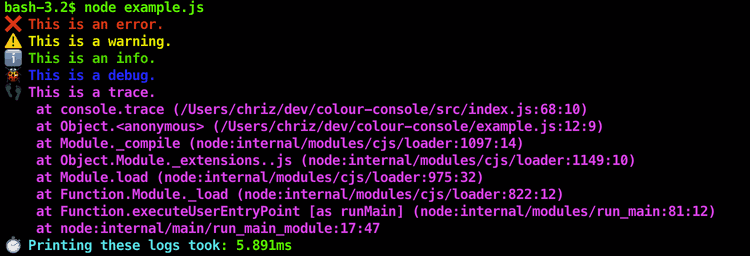 bash-3.2$ node example.js
❌ This is an error.
⚠️ This is a warning.
ℹ️ This is an info.
🐞 This is a debug.
👣 This is a trace.
at console.trace (/Users/chriz/dev/colour-console/src/index.js:68:10)
at Object.<anonymous> (/Users/chriz/dev/colour-console/example.js:12:9)
at Module._compile (node:internal/modules/cjs/loader:1097:14)
at Object.Module._extensions..js (node:internal/modules/cjs/loader:1149:10)
at Module.load (node:internal/modules/cjs/loader:975:32)
at Function.Module._load (node:internal/modules/cjs/loader:822:12)
at Function.executeUserEntryPoint [as runMain] (node:internal/modules/run_main:81:12)
at node:internal/main/run_main_module:17:47
⏱️ Printing these logs took: 5.891ms